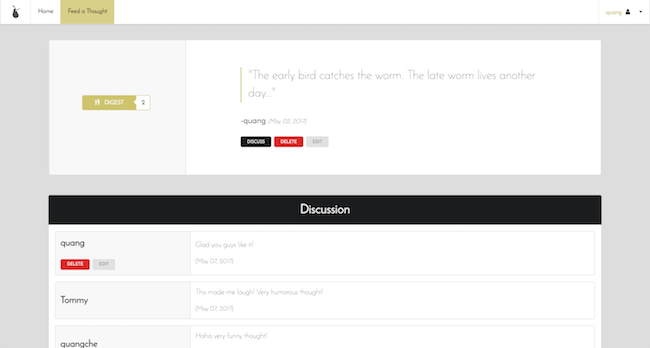 Home Feed a Thought quang
"The early bird catches the worm. The late worm lives another
day..."
DIGEST 2
-quang (May 02, 2017)
DISCUSS DELETE EDIT
Discussion
quang
Glad you guys like it!
DELETE EDIT
(May 07, 2017)
Tommy
This made me laugh! Very humorous thought!
(May 07, 2017)
quangche
Haha very funny thought!